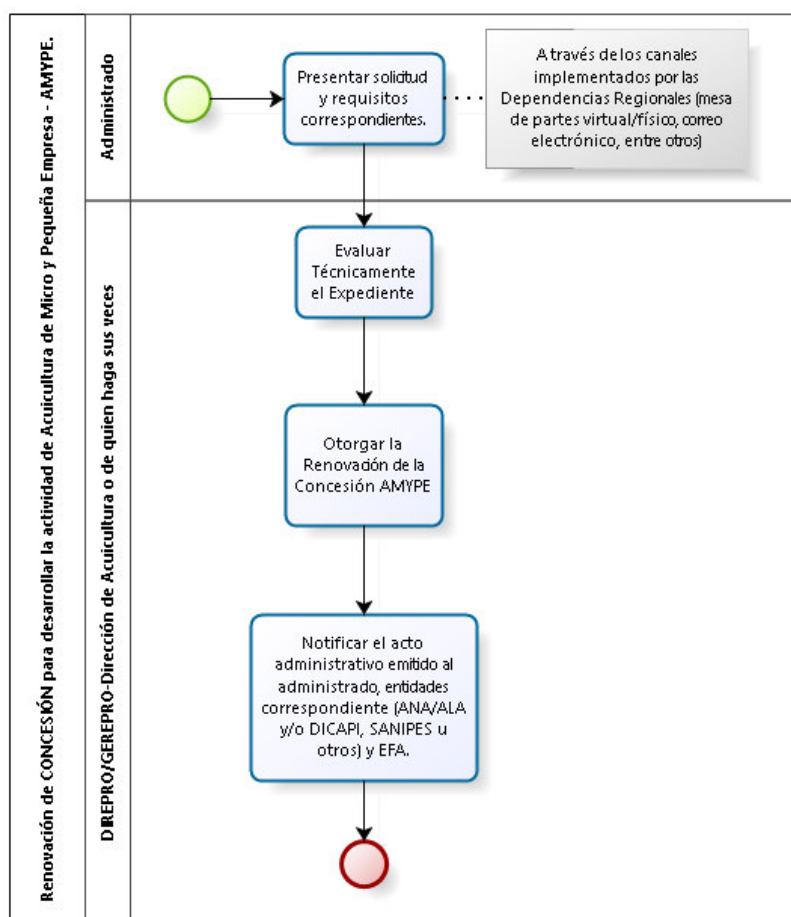 Renovación de CONCESIÓN para desarrollar la actividad de Acuicultura de Micro y Pequeña Empresa - AMYPE.
Administrado
Presentar solicitud
y requisitos
correspondientes.
A través de los canales
implementados por las
Dependencias Regionales (mesa
de partes virtual/físico, correo
electrónico, entre otros)
DIREPRO/GEREPRO-Dirección de Acuicultura o de quien haga sus veces
Evaluar
Técnicamente
el Expediente
Otorgar la
Renovación de la
Concesión AMYPE
Notificar el acto
administrativo emitido al
administrado, entidades
correspondiente (ANA/ALA
y/o DICAPI, SANIPES u
otros) y EFA.